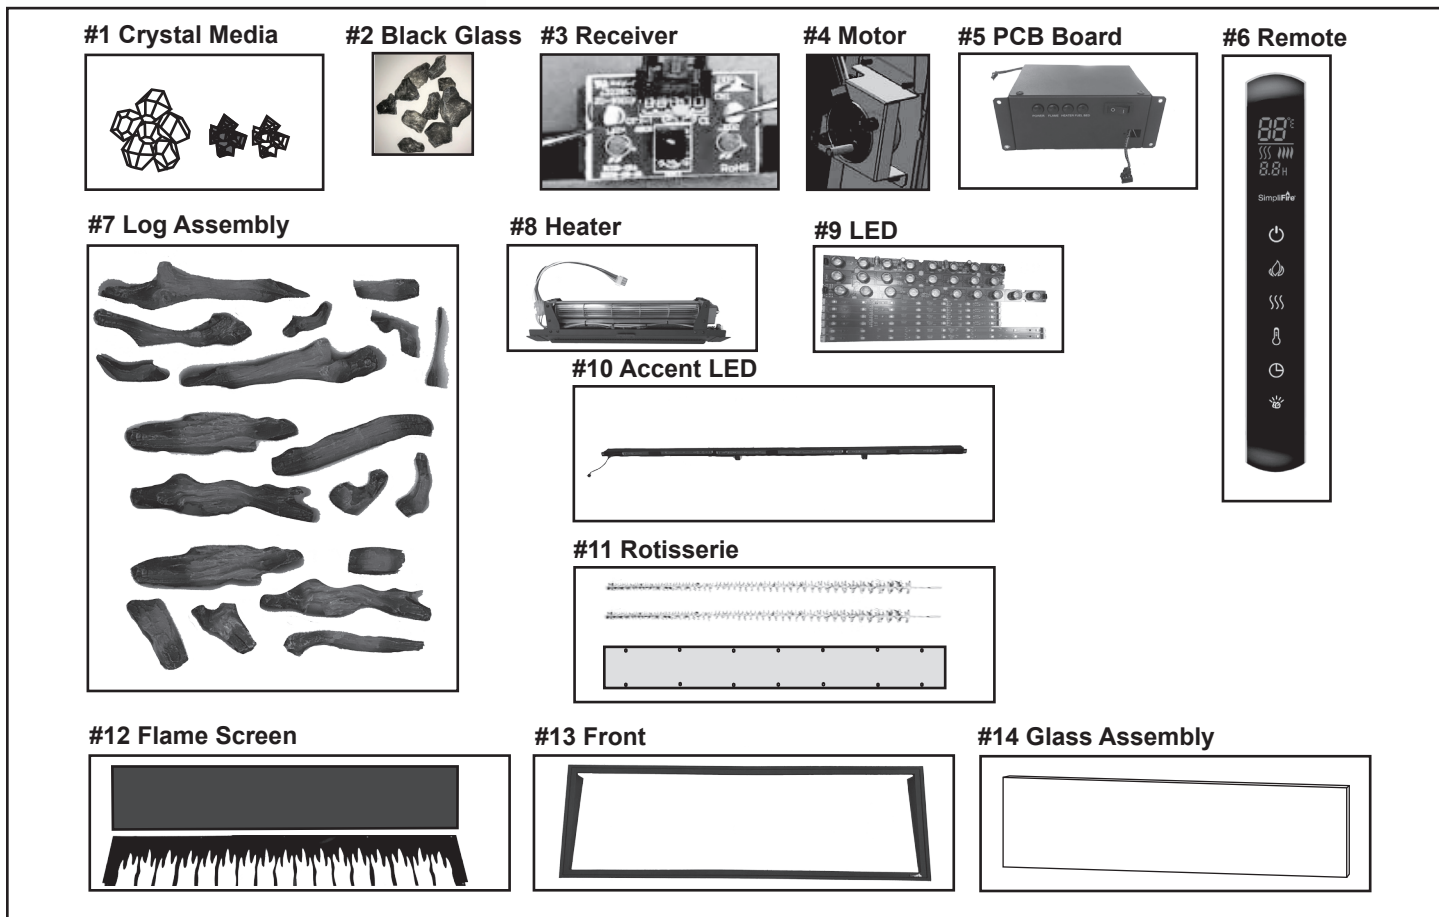 #1 Crystal Media
#2 Black Glass
#3 Receiver
#4 Motor
#5 PCB Board
#6 Remote
RoHS
88°C
8.8H
SimpliFire
#7 Log Assembly
#8 Heater
#9 LED
#10 Accent LED
#11 Rotisserie
#12 Flame Screen
#13 Front
#14 Glass Assembly